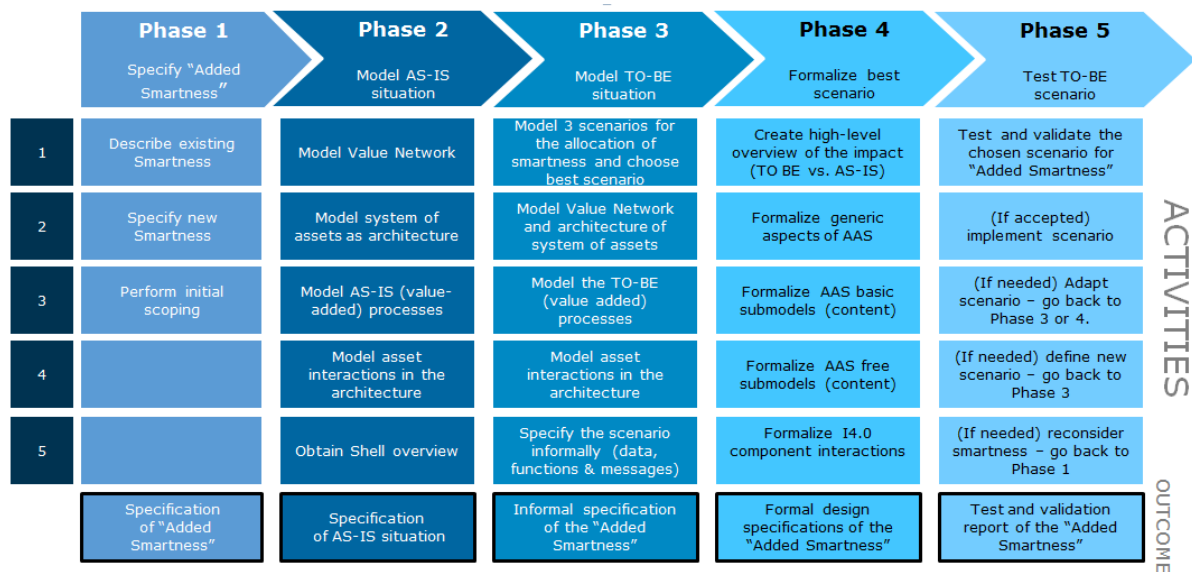 Phase 1
Specify “Added
Smartness”
Phase 2
Model AS-IS
situation
Phase 3
Model TO-BE
situation
Phase 4
Formalize best
scenario
Phase 5
Test TO-BE
scenario
1
Describe existing
Smartness
Model Value Network
Model 3 scenarios for
the allocation of
smartness and choose
best scenario
Create high-level
overview of the impact
(TO BE vs. AS-IS)
Test and validate the
chosen scenario for
“Added Smartness”
2
Specify new
Smartness
Model system of
assets as architecture
Model Value Network
and architecture of
system of assets
Formalize generic
aspects of AAS
(If accepted)
implement scenario
3
Perform initial
scoping
Model AS-IS (value-
added) processes
Model the TO-BE
(value added)
processes
Formalize AAS basic
submodels (content)
(If needed) Adapt
scenario – go back to
Phase 3 or 4.
4
Model asset
interactions in the
architecture
Model asset
interactions in the
architecture
Formalize AAS free
submodels (content)
(If needed) define new
scenario – go back to
Phase 3
5
Obtain Shell overview
Specify the scenario
informally (data,
functions & messages)
Formalize I4.0
component interactions
(If needed) reconsider
smartness – go back to
Phase 1
ACTIVITIES
Specification
of “Added
Smartness”
Specification
of AS-IS situation
Informal specification
of the “Added
Smartness”
Formal design
specifications of the
“Added Smartness”
Test and validation
report of the “Added
Smartness”
OUTCOME